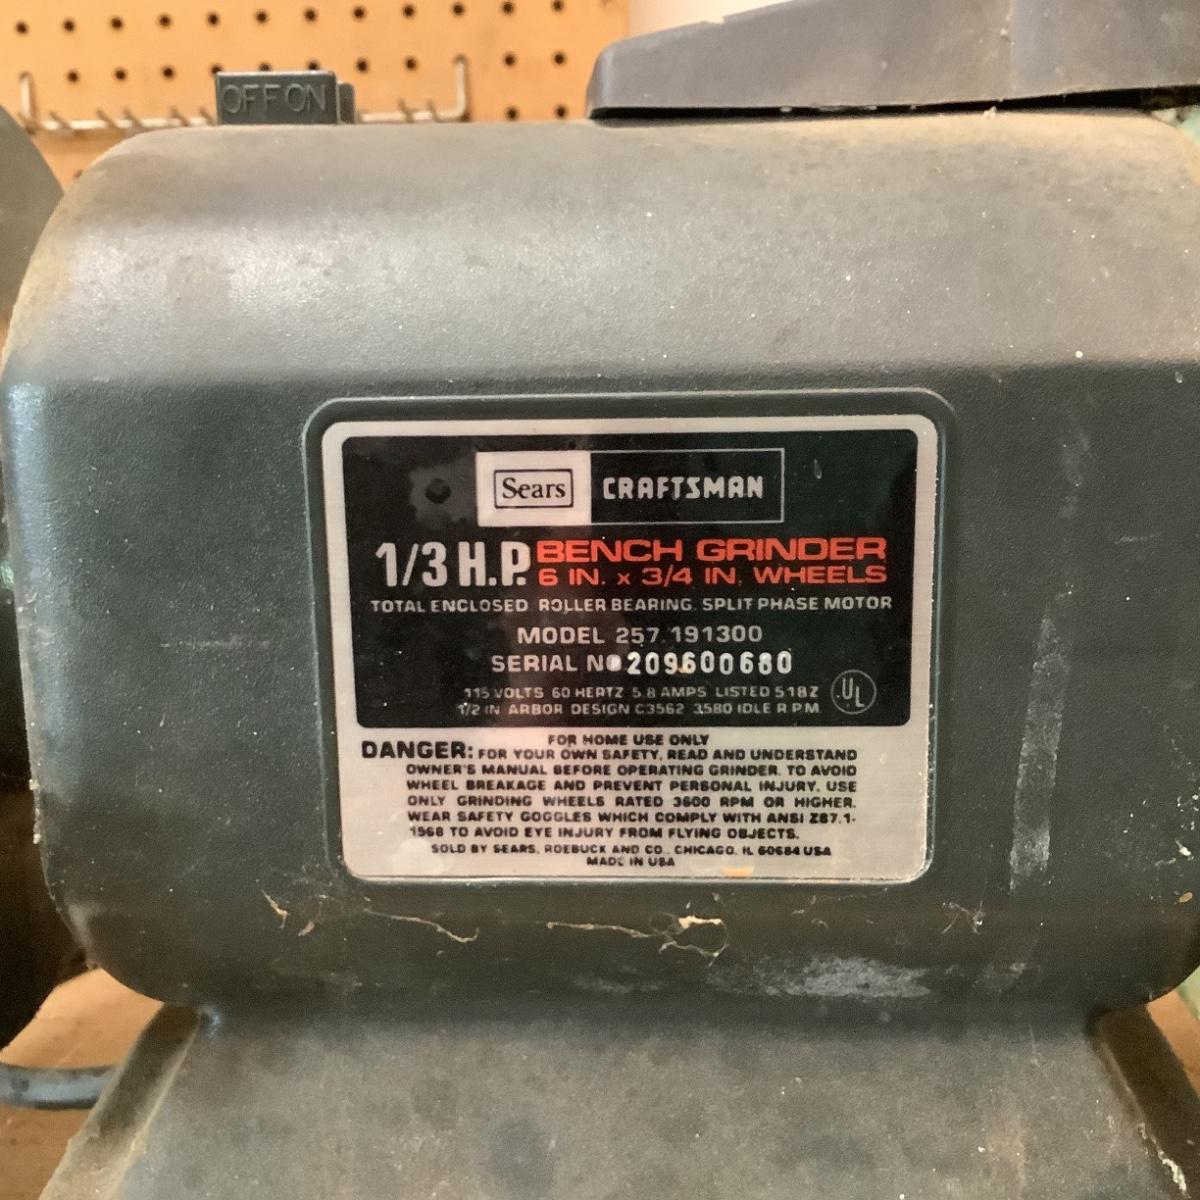 OFF ON
Sears CRAFTSMAN
1/3 H.P. BENCH GRINDER
6 IN. x 3/4 IN. WHEELS
TOTAL ENCLOSED ROLLER BEARING. SPLIT PHASE MOTOR
MODEL 257.191300
SERIAL No 209600680
115 VOLTS 60 HERTZ 5.8 AMPS LISTED 518Z
1/2 IN ARBOR DESIGN C3562 3580 IDLE R.P.M.
UL
FOR HOME USE ONLY
DANGER: FOR YOUR OWN SAFETY, READ AND UNDERSTAND
OWNER'S MANUAL BEFORE OPERATING GRINDER. TO AVOID
WHEEL BREAKAGE AND PREVENT PERSONAL INJURY, USE
ONLY GRINDING WHEELS RATED 3600 RPM OR HIGHER.
WEAR SAFETY GOGGLES WHICH COMPLY WITH ANSI Z87.1-
1968 TO AVOID EYE INJURY FROM FLYING OBJECTS.
SOLD BY SEARS, ROEBUCK AND CO., CHICAGO, IL 60684 USA
MADE IN USA